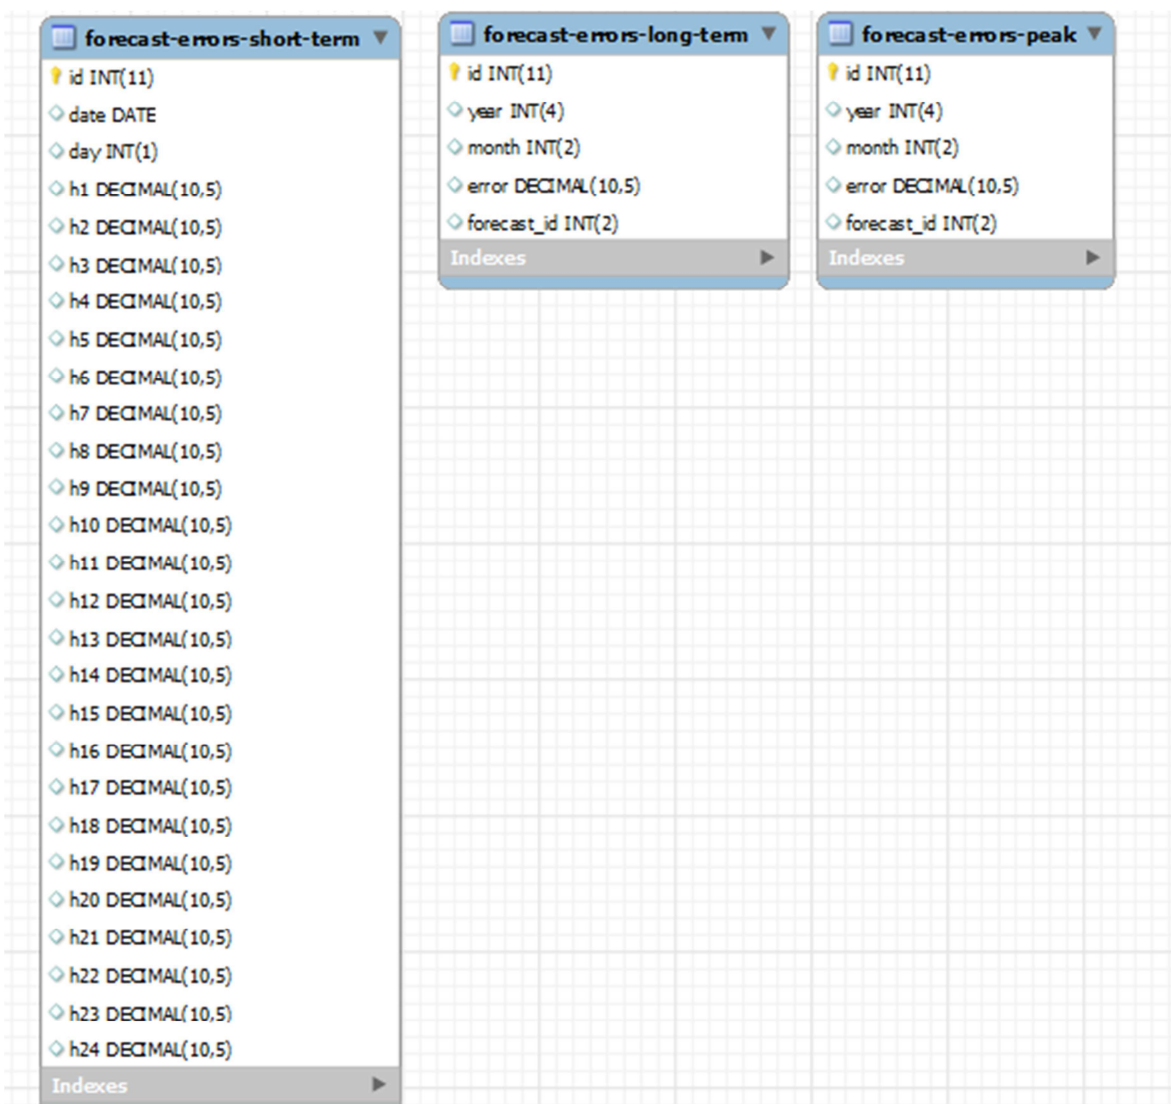 forecast-errors-short-term
id INT(11)
date DATE
day INT(1)
h1 DECIMAL(10,5)
h2 DECIMAL(10,5)
h3 DECIMAL(10,5)
h4 DECIMAL(10,5)
h5 DECIMAL(10,5)
h6 DECIMAL(10,5)
h7 DECIMAL(10,5)
h8 DECIMAL(10,5)
h9 DECIMAL(10,5)
h10 DECIMAL(10,5)
h11 DECIMAL(10,5)
h12 DECIMAL(10,5)
h13 DECIMAL(10,5)
h14 DECIMAL(10,5)
h15 DECIMAL(10,5)
h16 DECIMAL(10,5)
h17 DECIMAL(10,5)
h18 DECIMAL(10,5)
h19 DECIMAL(10,5)
h20 DECIMAL(10,5)
h21 DECIMAL(10,5)
h22 DECIMAL(10,5)
h23 DECIMAL(10,5)
h24 DECIMAL(10,5)
Indexes
forecast-errors-long-term
id INT(11)
year INT(4)
month INT(2)
error DECIMAL(10,5)
forecast_id INT(2)
Indexes
forecast-errors-peak
id INT(11)
year INT(4)
month INT(2)
error DECIMAL(10,5)
forecast_id INT(2)
Indexes